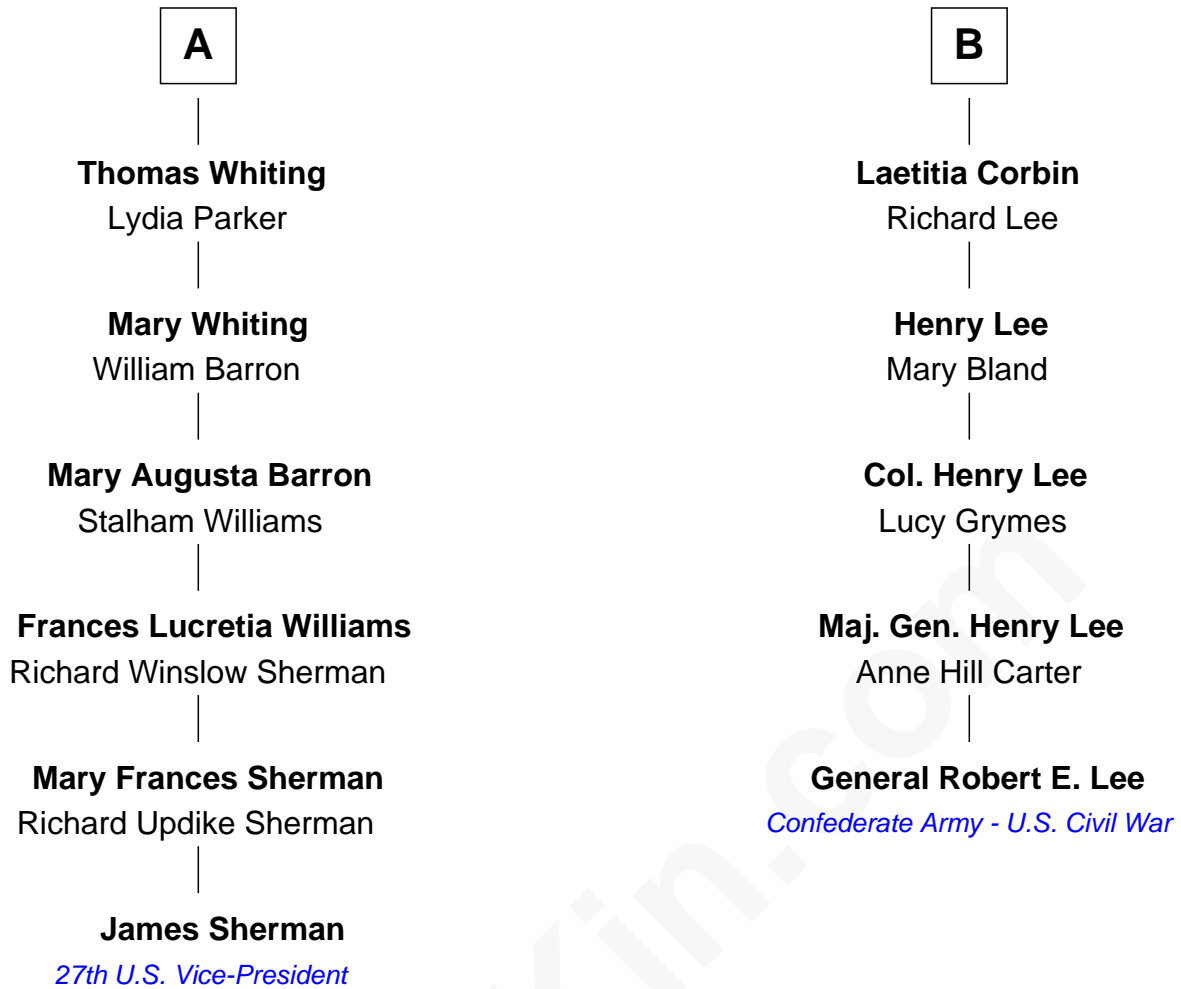 A
Thomas Whiting
Lydia Parker
Mary Whiting
William Barron
Mary Augusta Barron
Stalham Williams
Frances Lucretia Williams
Richard Winslow Sherman
Mary Frances Sherman
Richard Updike Sherman
James Sherman
27th U.S. Vice-President
B
Laetitia Corbin
Richard Lee
Henry Lee
Mary Bland
Col. Henry Lee
Lucy Grymes
Maj. Gen. Henry Lee
Anne Hill Carter
General Robert E. Lee
Confederate Army - U.S. Civil War
Kin.com